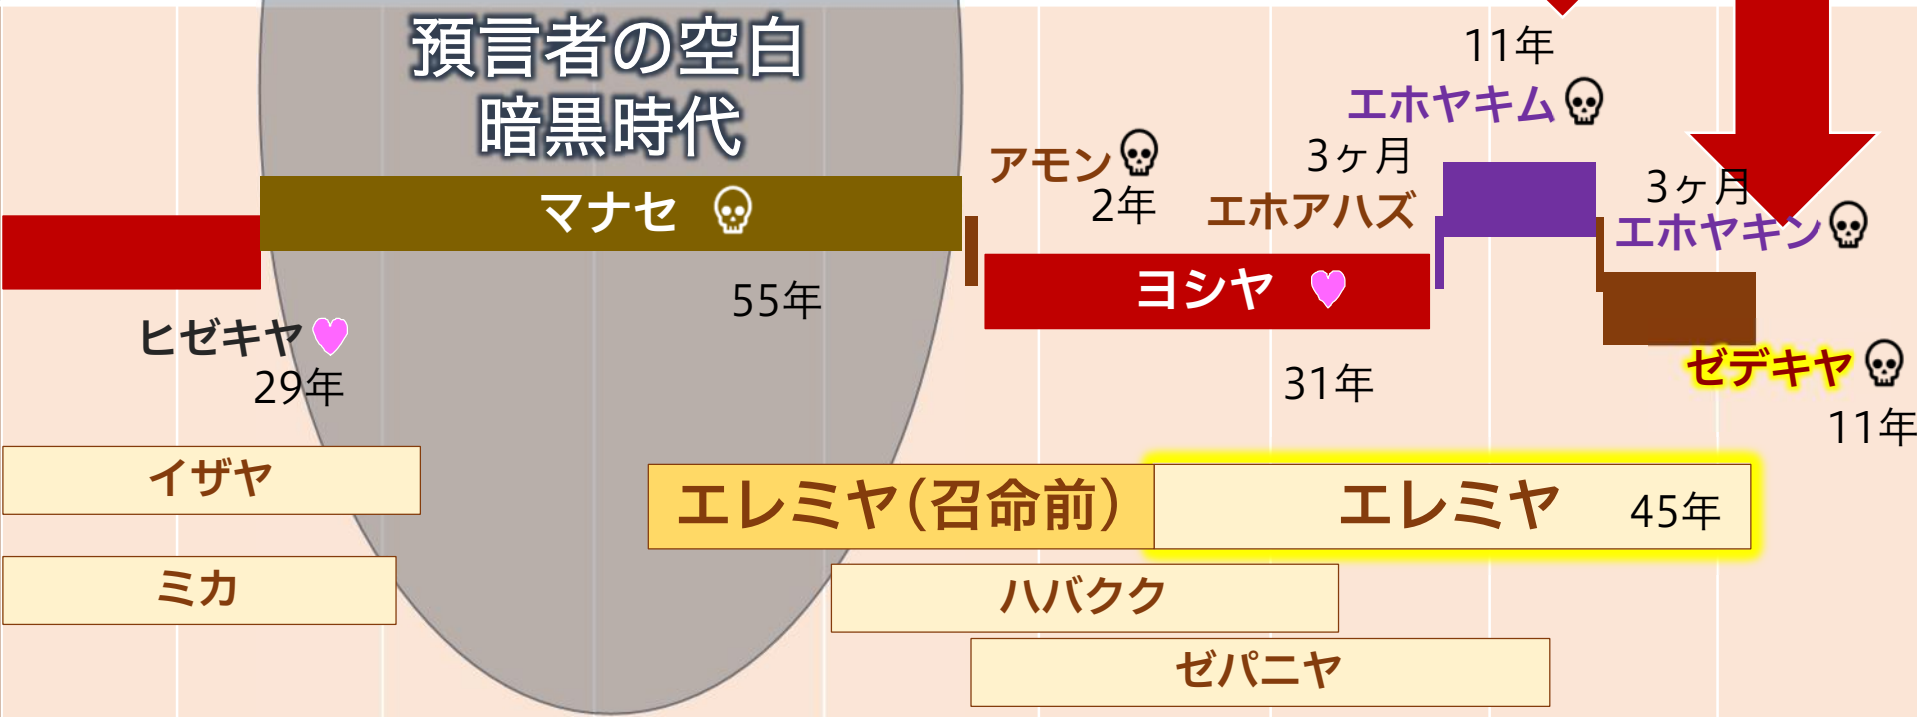 預言者の空白
暗黒時代
11年
エホヤキム
アモン
2年
3ヶ月
エホアハズ
3ヶ月
エホヤキン
マナセ
55年
ヨシヤ
31年
ヒゼキヤ
29年
ゼデキヤ
11年
イザヤ
エレミヤ(召命前)
エレミヤ 45年
ミカ
ハバクク
ゼパニヤ